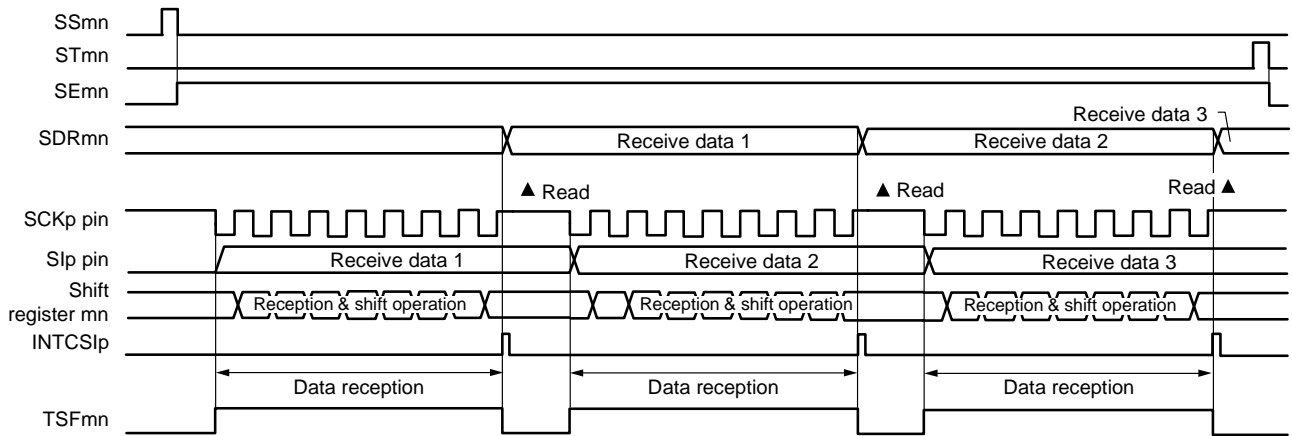 SSmn
STmn
SEmn
Receive data 3
SDRmn
Receive data 1
Receive data 2
▲ Read
▲ Read
Read ▲
SCKp pin
SIp pin
Receive data 1
Receive data 2
Receive data 3
Shift
register mn
Reception & shift operation
Reception & shift operation
Reception & shift operation
INTCSIp
Data reception
Data reception
Data reception
TSFmn